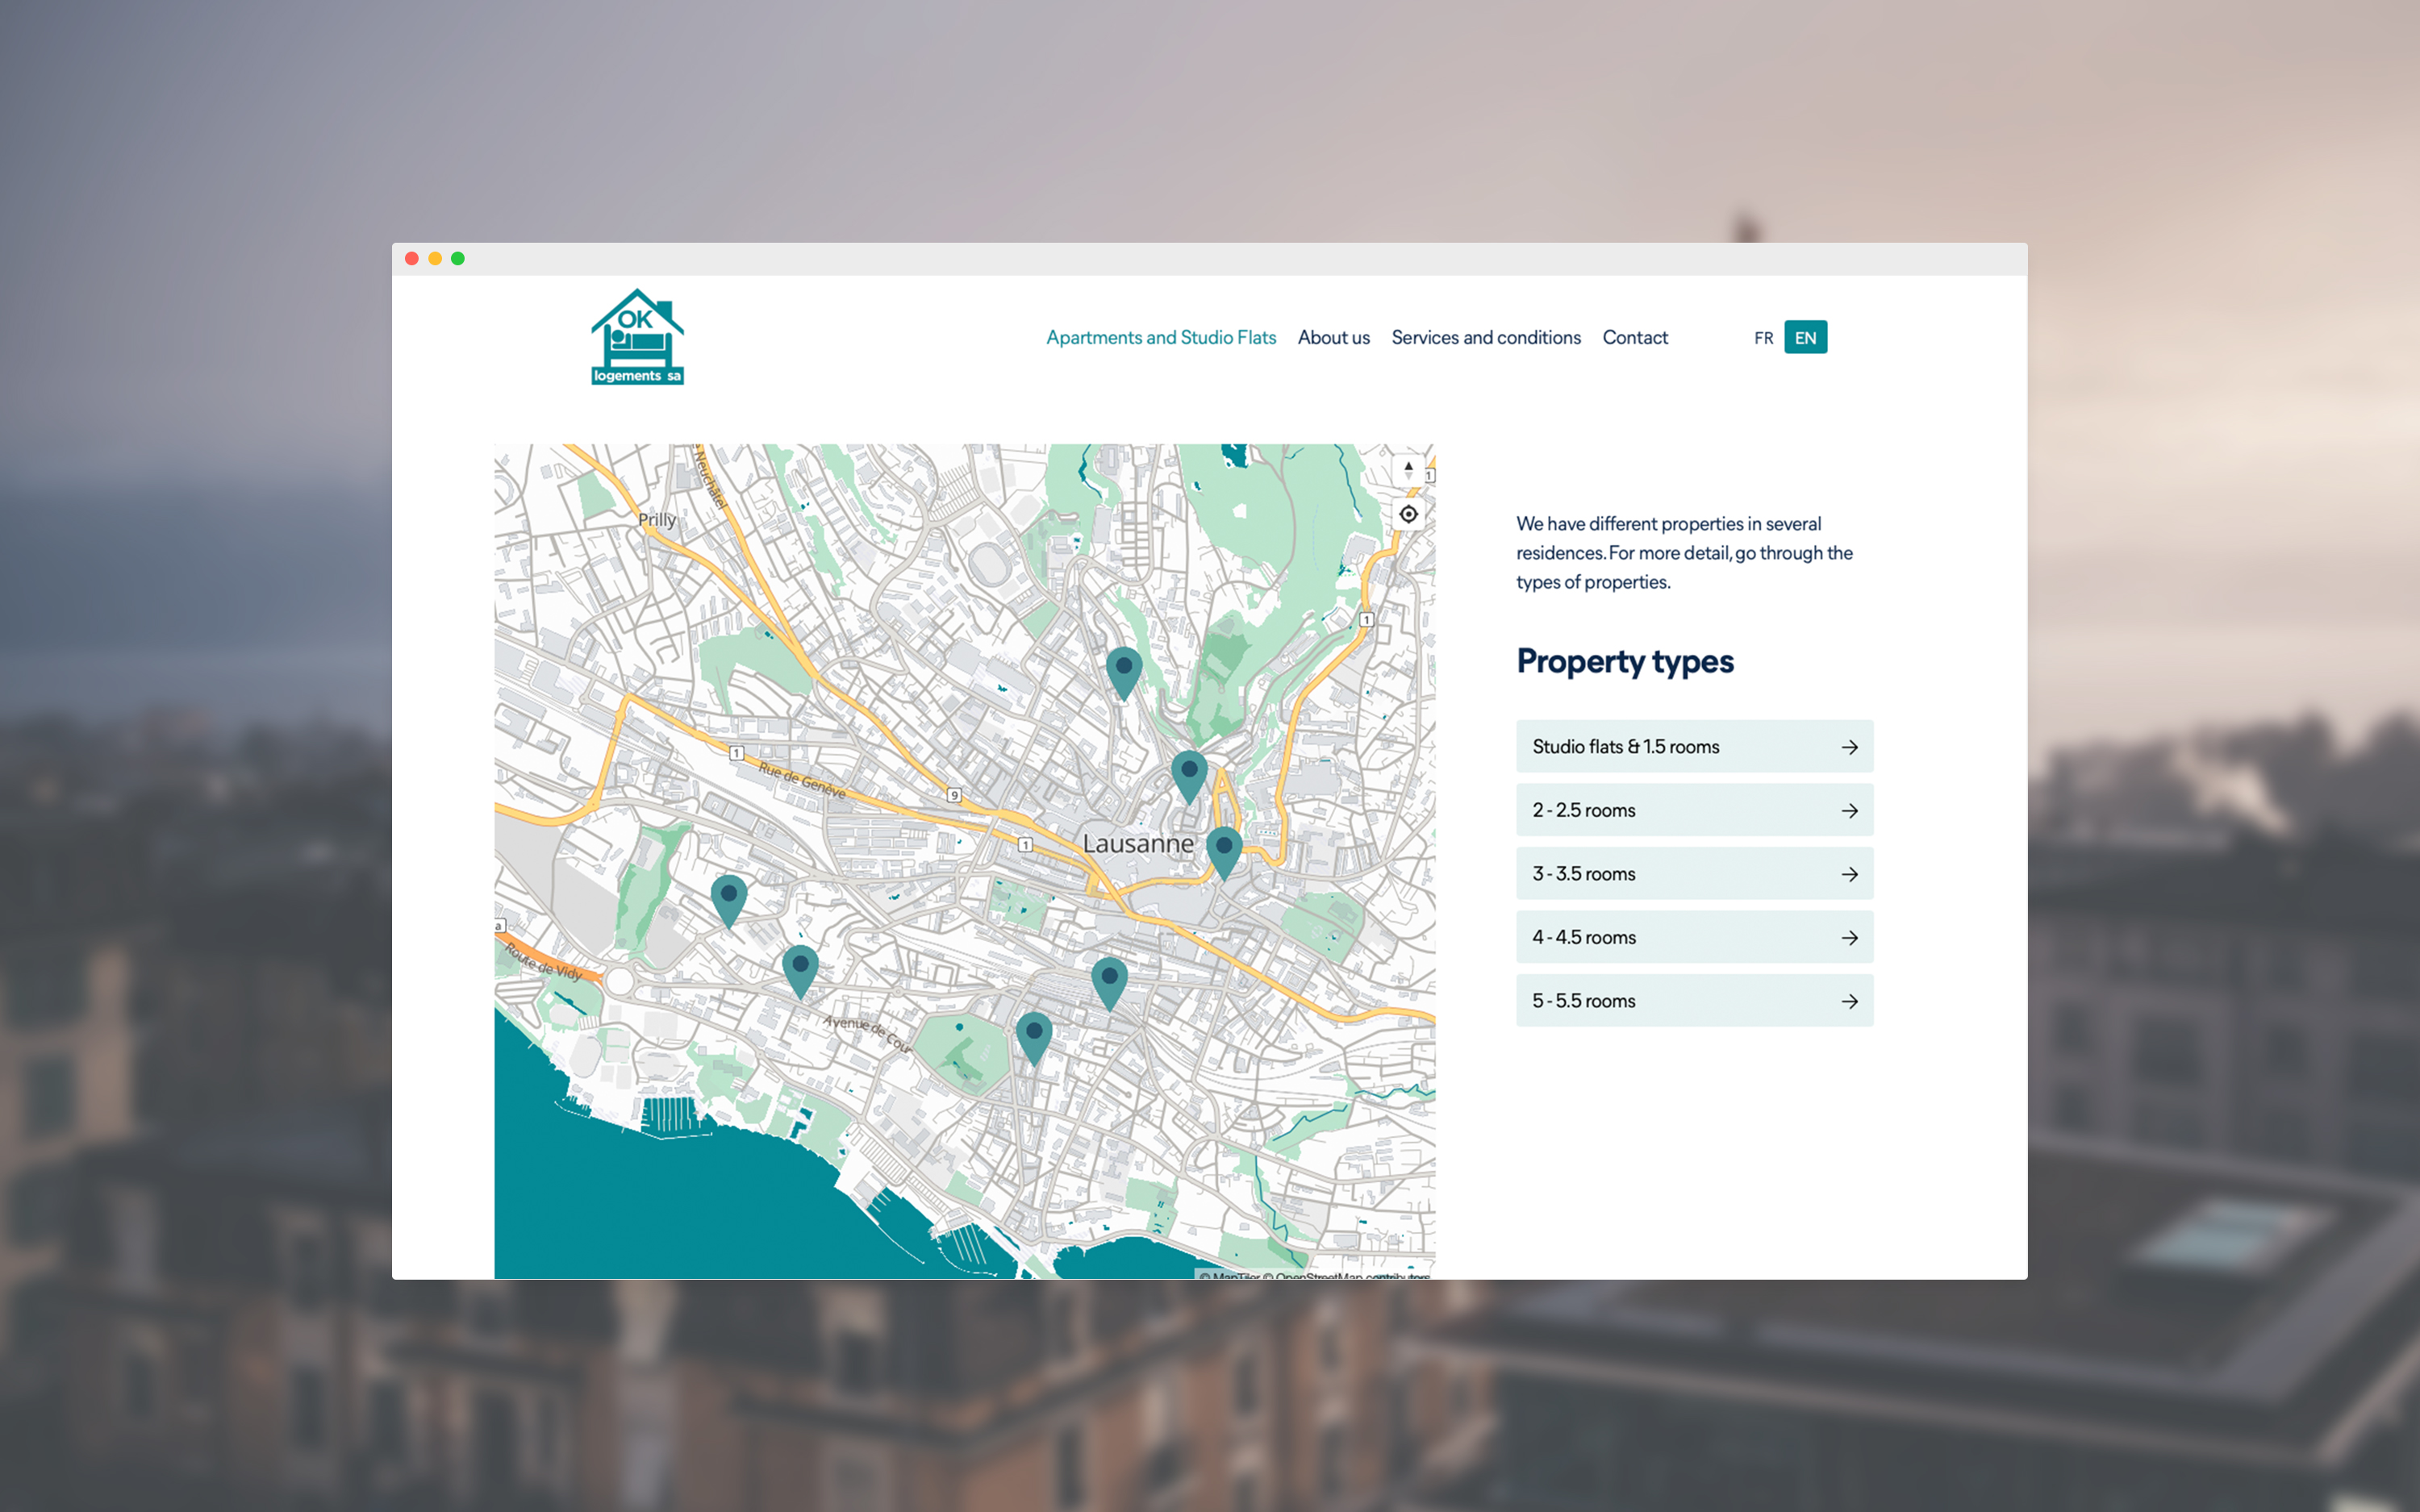 OK
logements sa
Apartments and Studio Flats
About us
Services and conditions
Contact
FR
EN
Neuchâtel
Prilly
1
1
1
Rue de Genève
9
1
Lausanne
a
Route de Vidy
Avenue de Cour
© MapTiler © OpenStreetMap contributors
We have different properties in several
residences. For more detail, go through the
types of properties.
Property types
Studio flats & 1.5 rooms
2 - 2.5 rooms
3 - 3.5 rooms
4 - 4.5 rooms
5 - 5.5 rooms